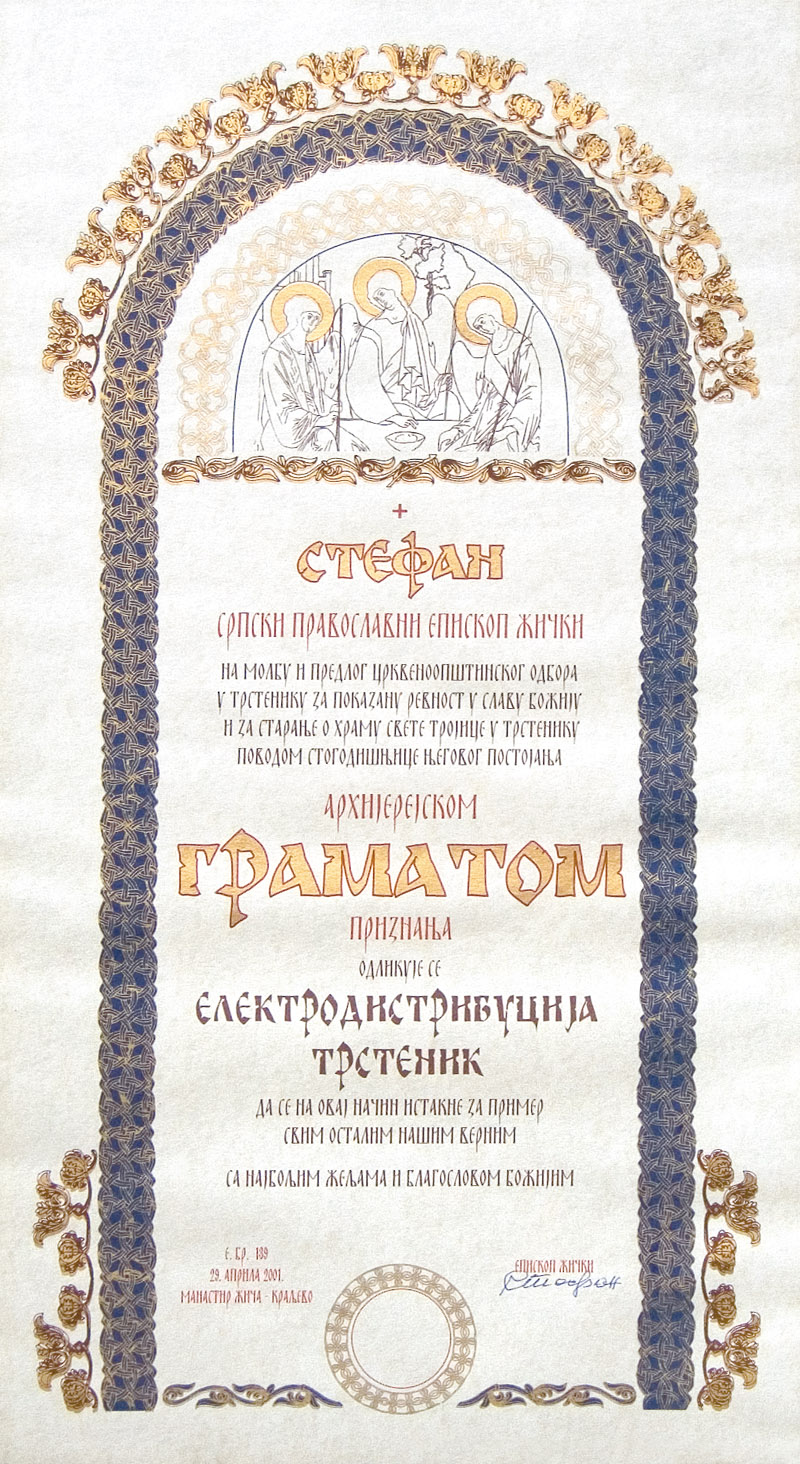 +
СТЕФАН
СРПСКИ ПРАВОСЛАВНИ ЕПИСКОП ЖИЧКИ
НА МОЛБУ И ПРЕДЛОГ ЦРКВЕНООПШТИНСКОГ ОДБОРА
У ТРСТЕНИКУ ЗА ПОКАЗАНУ РЕВНОСТ У СЛАВУ БОЖИЈУ
И ЗА СТАРАЊЕ О ХРАМУ СВЕТЕ ТРОЈИЦЕ У ТРСТЕНИКУ
ПОВОДОМ СТОГОДИШЊИЦЕ ЊЕГОВОГ ПОСТОЈАЊА
АРХИЈЕРЕЈСКОМ
ГРАМАТОМ
ПРИЗНАЊА
ОДЛИКУЈЕ СЕ
ЕЛЕКТРОДИСТРИБУЦИЈА
ТРСТЕНИК
ДА СЕ НА ОВАЈ НАЧИН ИСТАКНЕ ЗА ПРИМЕР
СВИМ ОСТАЛИМ НАШИМ ВЕРНИМ
СА НАЈБОЉИМ ЖЕЉАМА И БЛАГОСЛОВОМ БОЖИЈИМ
Е. БР. 189
29. АПРИЛА 2001.
МАНАСТИР ЖИЧА - КРАЉЕВО
ЕПИСКОП ЖИЧКИ
Стефан